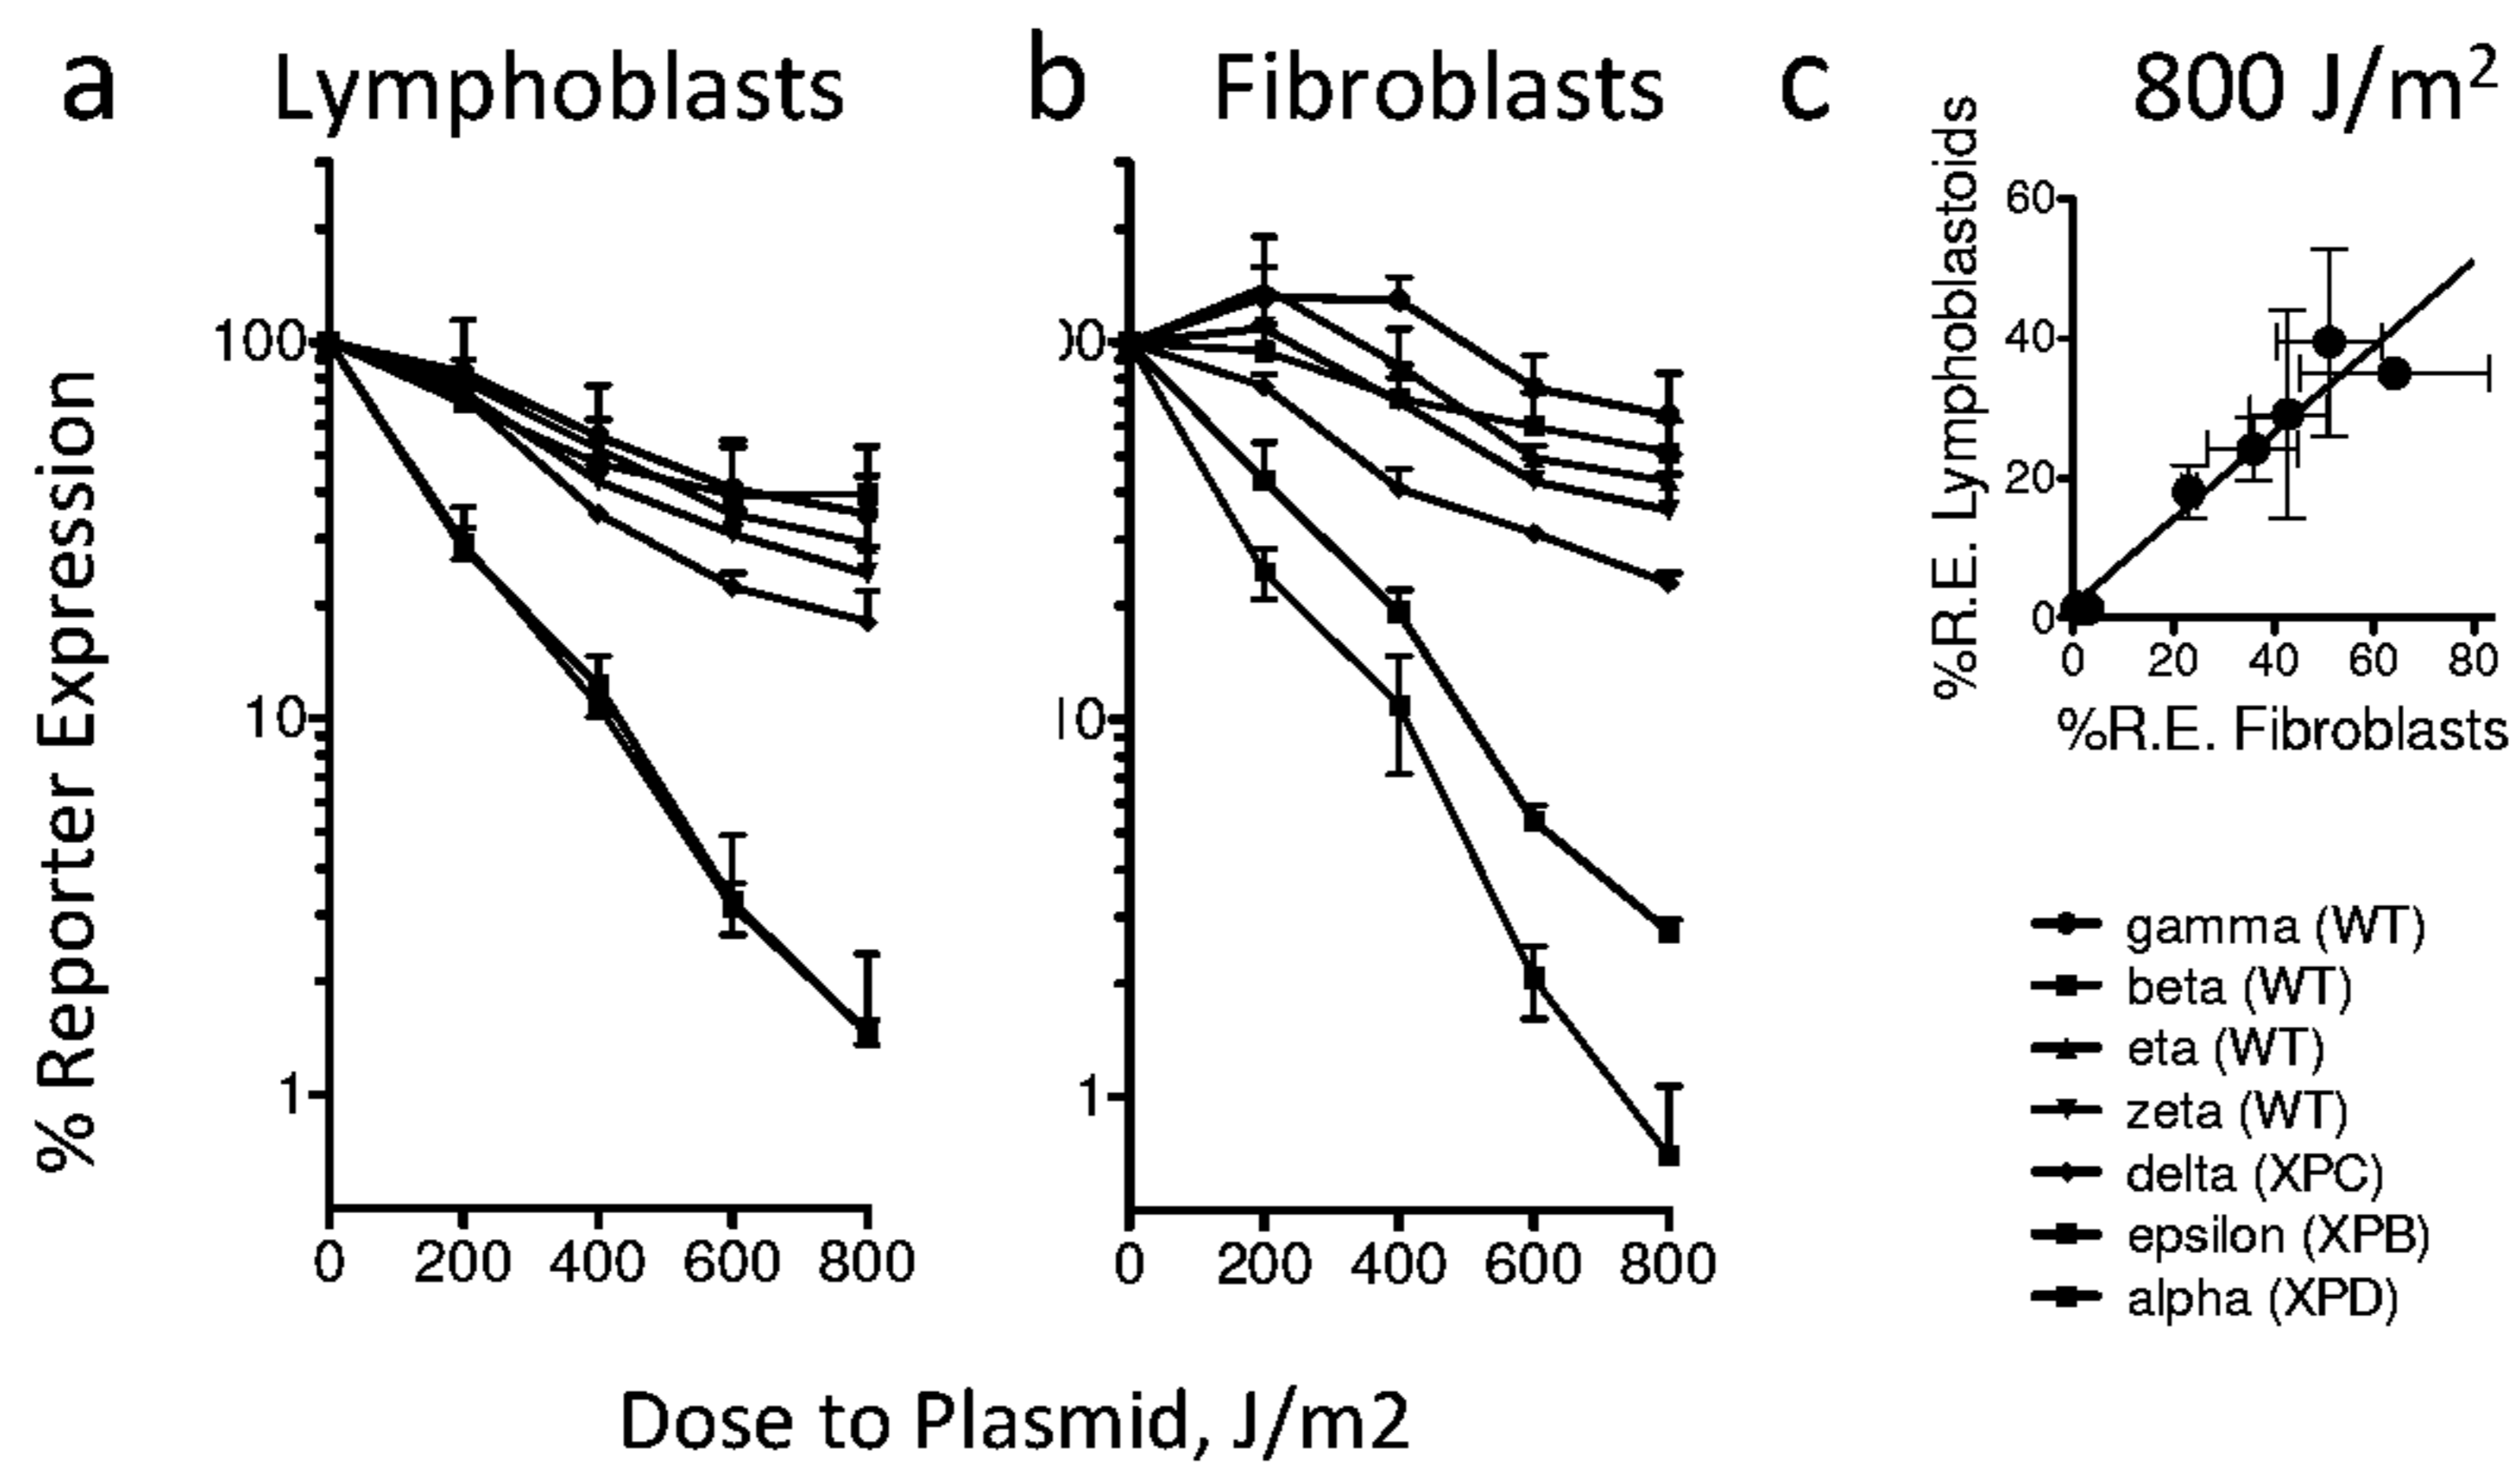 a Lymphoblasts
b Fibroblasts
c 800 J/m²
% Reporter Expression
100
10
1
0 200 400 600 800
00
10
1
0 200 400 600 800
Dose to Plasmid, J/m2
%R.E. Lymphoblastoids
60
40
20
0
0 20 40 60 80
%R.E. Fibroblasts
gamma (WT)
beta (WT)
eta (WT)
zeta (WT)
delta (XPC)
epsilon (XPB)
alpha (XPD)